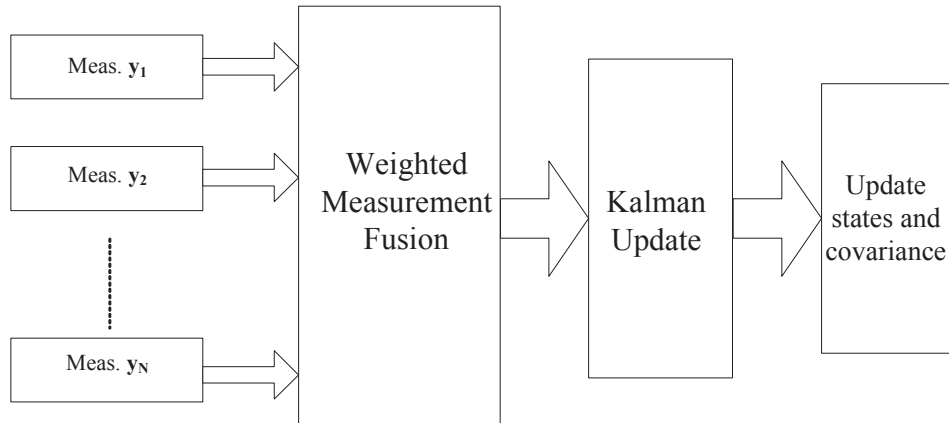 Meas. y1
Meas. y2
Meas. yN
Weighted
Measurement
Fusion
Kalman
Update
Update
states and
covariance